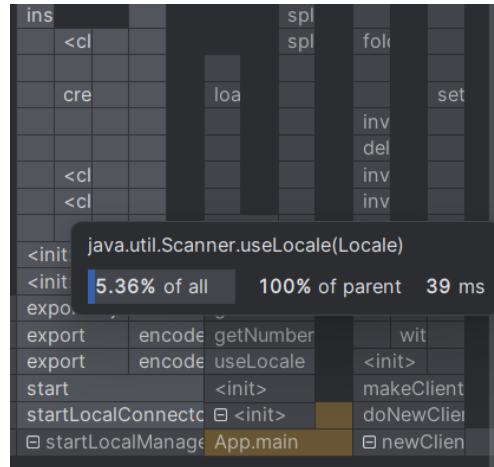 ins spl
<cl spl fol
cre loa set
inv
del
<cl inv
<cl inv
java.util.Scanner.useLocale(Locale)
<init
5.36% of all 100% of parent 39 ms
<init
expo
export encode getNumber wit
export encode useLocale <init>
start <init> makeClient
startLocalConnecto <init> doNewClie
startLocalManage App.main newClien